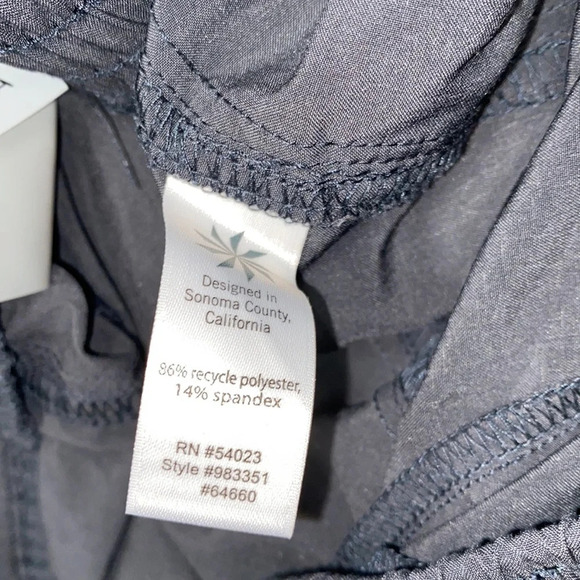 Designed in
Sonoma County,
California
86% recycle polyester,
14% spandex
RN #54023
Style #983351
#64660